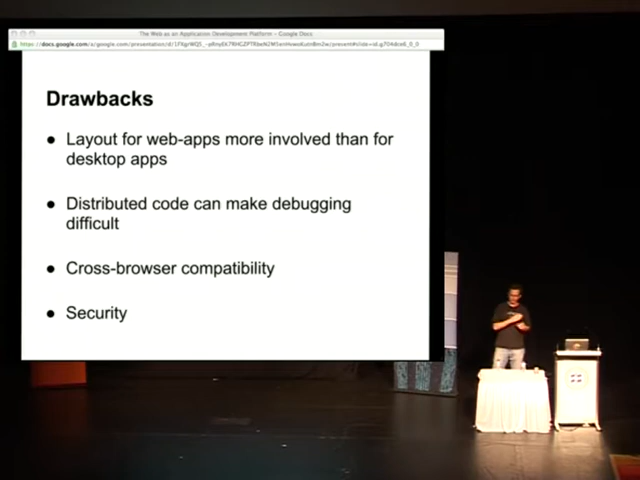 The Web as an Application Development Platform – Google Docs
Drawbacks
● Layout for web-apps more involved than for
desktop apps
● Distributed code can make debugging
difficult
● Cross-browser compatibility
● Security